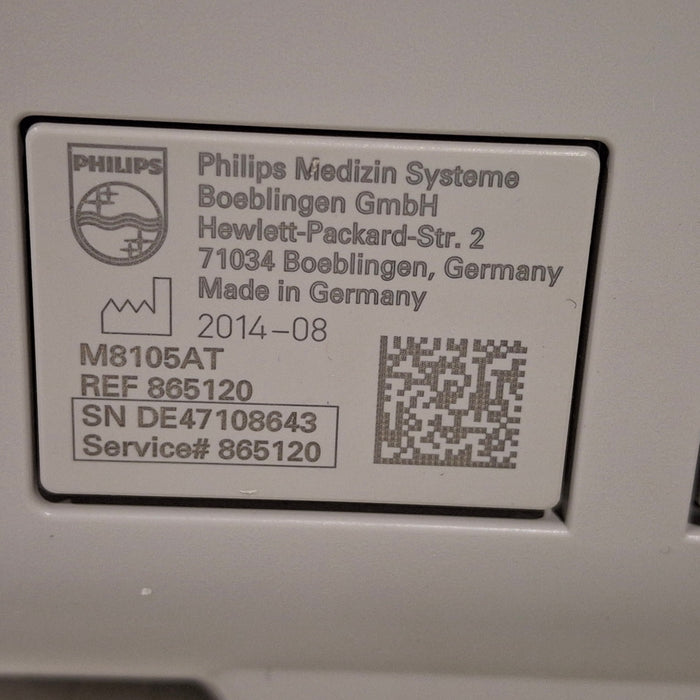 PHILIPS
Philips Medizin Systeme
Boeblingen GmbH
Hewlett-Packard-Str. 2
71034 Boeblingen, Germany
Made in Germany
2014-08
M8105AT
REF 865120
SN DE47108643
Service# 865120